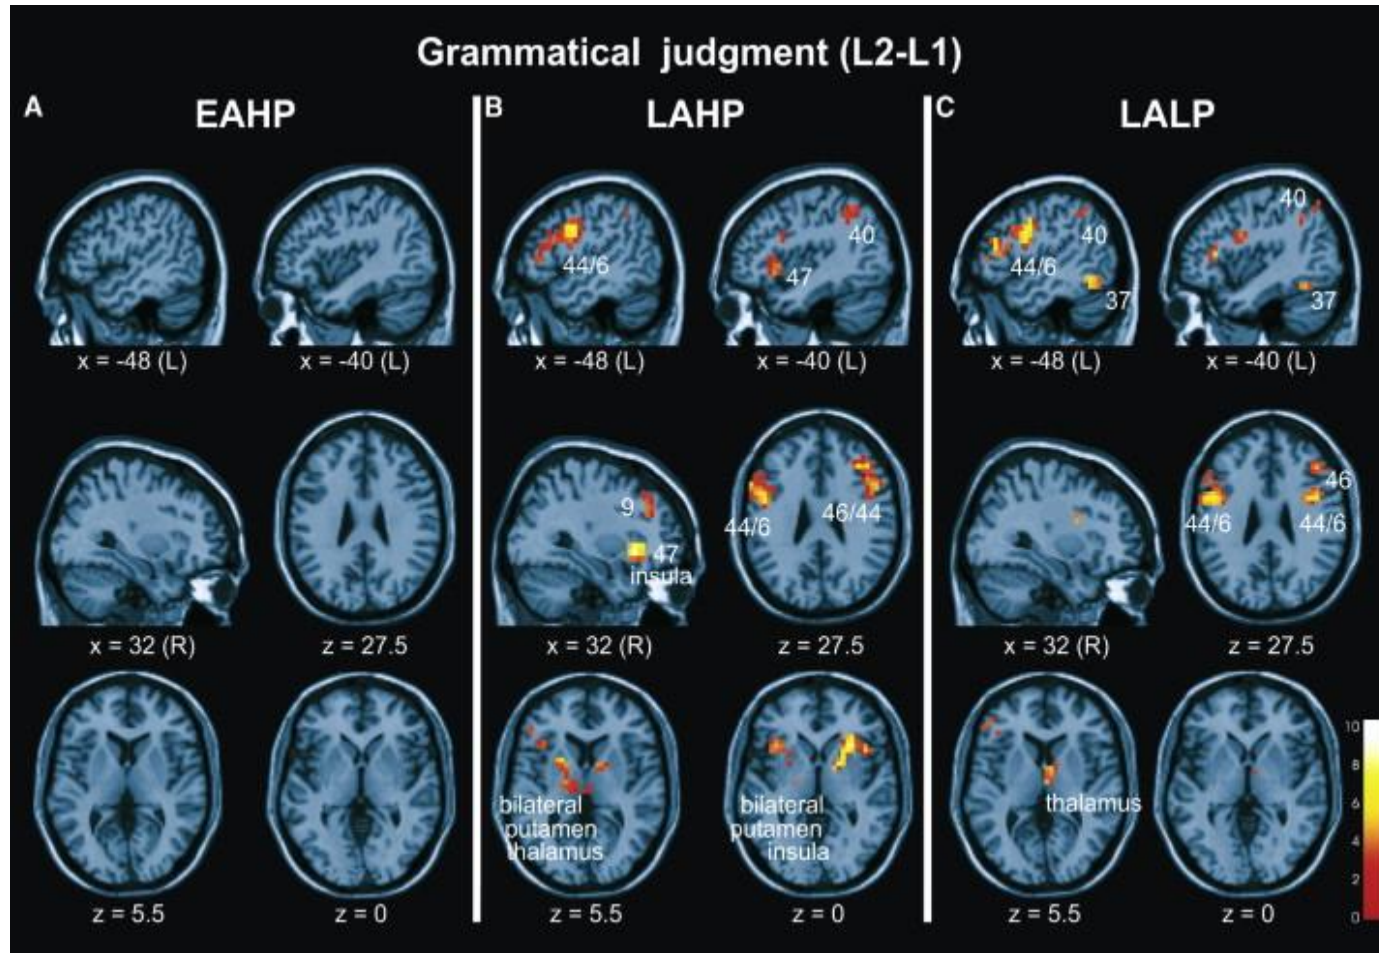 Grammatical judgment (L2-L1)
A
EAHP
x = -48 (L)
x = -40 (L)
x = 32 (R)
z = 27.5
z = 5.5
z = 0
B
LAHP
44/6
40
47
x = -48 (L)
x = -40 (L)
9
47
insula
44/6
46/44
x = 32 (R)
z = 27.5
bilateral
putamen
thalamus
bilateral
putamen
insula
z = 5.5
z = 0
C
LALP
44/6
40
37
40
37
x = -48 (L)
x = -40 (L)
46
44/6
44/6
x = 32 (R)
z = 27.5
thalamus
z = 5.5
z = 0
10
8
6
4
2
0